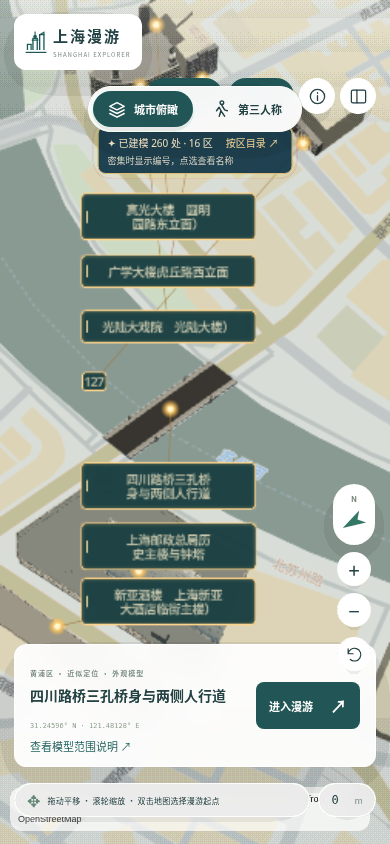 上海漫游
SHANGHAI EXPLORER
城市俯瞰
第三人称
✦ 已建模 260 处 · 16 区 按区目录 ↗
密集时显示编号，点选查看名称
真光大楼 圆明
园路东立面）
广学大楼虎丘路西立面
光陆大戏院 光陆大楼）
127
四川路桥三孔桥
身与两侧人行道
上海邮政总局历
史主楼与钟塔
北苏州路
新亚酒楼 上海新亚
大酒店临街主楼）
N
+
−
黄浦区 · 近似定位 · 外观模型
四川路桥三孔桥身与两侧人行道
31.24596° N · 121.48128° E
查看模型范围说明 ↗
进入漫游 ↗
拖动平移 · 滚轮缩放 · 双击地图选择漫游起点
0 m
OpenStreetMap